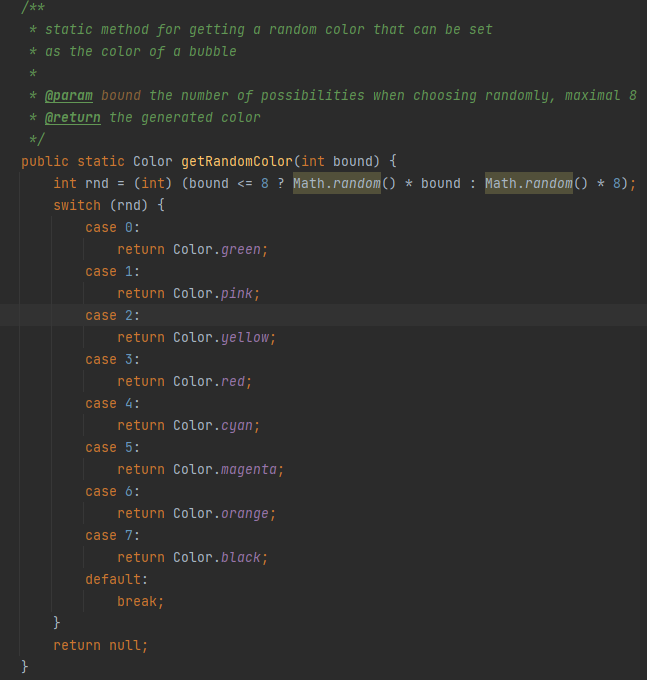 /**
 * static method for getting a random color that can be set
 * as the color of a bubble
 *
 * @param bound the number of possibilities when choosing randomly, maximal 8
 * @return the generated color
 */
public static Color getRandomColor(int bound) {
    int rnd = (int) (bound <= 8 ? Math.random() * bound : Math.random() * 8);
    switch (rnd) {
        case 0:
            return Color.green;
        case 1:
            return Color.pink;
        case 2:
            return Color.yellow;
        case 3:
            return Color.red;
        case 4:
            return Color.cyan;
        case 5:
            return Color.magenta;
        case 6:
            return Color.orange;
        case 7:
            return Color.black;
        default:
            break;
    }
    return null;
}